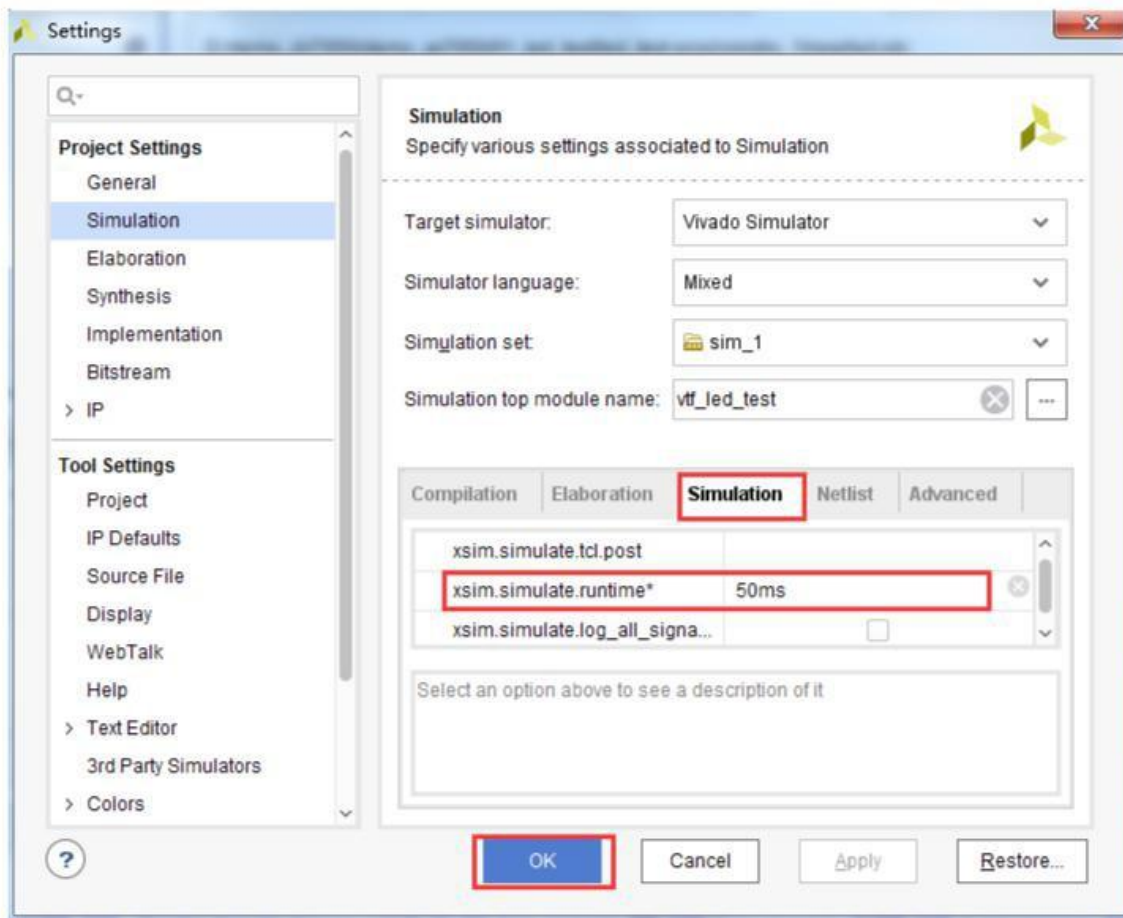 Settings
Project Settings
General
Simulation
Elaboration
Synthesis
Implementation
Bitstream
> IP
Tool Settings
Project
IP Defaults
Source File
Display
WebTalk
Help
> Text Editor
3rd Party Simulators
> Colors
Simulation
Specify various settings associated to Simulation
Target simulator: Vivado Simulator
Simulator language: Mixed
Simulation set: sim_1
Simulation top module name: vtf_led_test ...
Compilation Elaboration Simulation Netlist Advanced
xsim.simulate.tcl.post
xsim.simulate.runtime* 50ms
xsim.simulate.log_all_signa...
Select an option above to see a description of it
? OK Cancel Apply Restore...